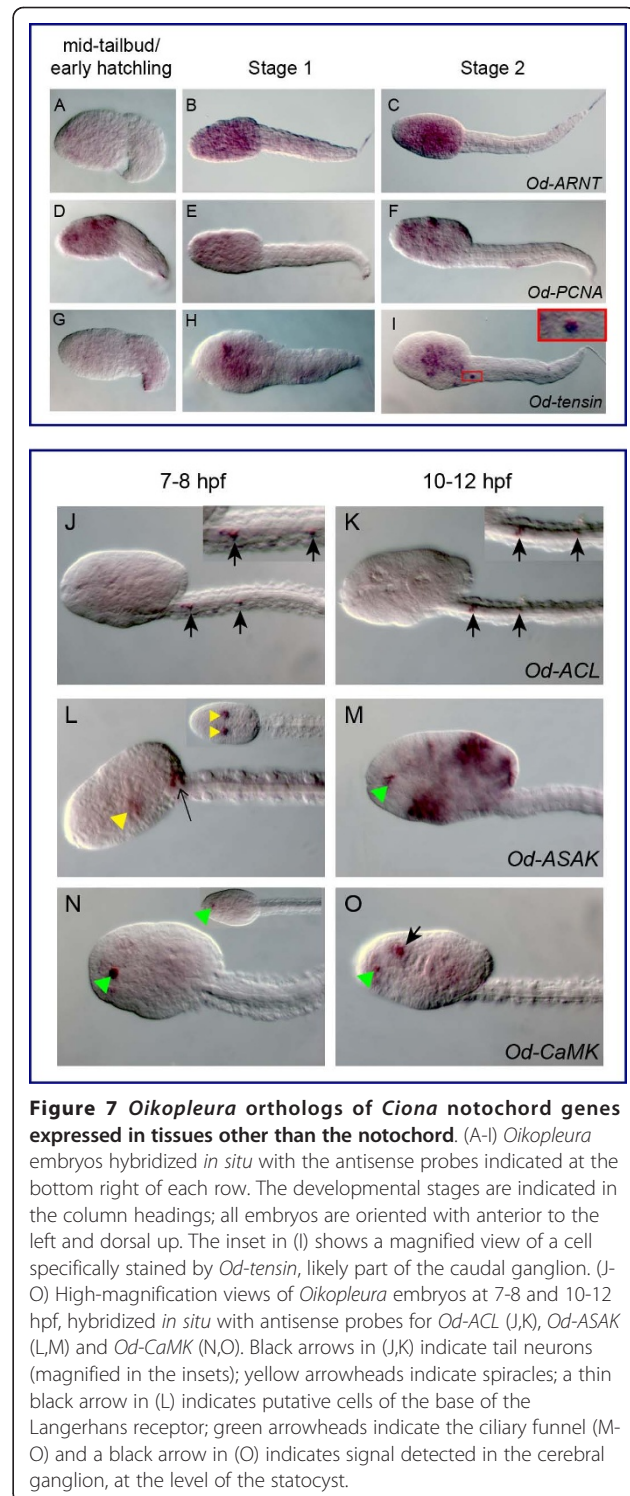 mid-tailbud/
early hatchling
Stage 1
Stage 2
A
B
C
Od-ARNT
D
E
F
Od-PCNA
G
H
I
Od-tensin
7-8 hpf
10-12 hpf
J
K
Od-ACL
L
M
Od-ASAK
N
O
Od-CaMK
Figure 7 Oikopleura orthologs of Ciona notochord genes
expressed in tissues other than the notochord. (A-I) Oikopleura
embryos hybridized in situ with the antisense probes indicated at the
bottom right of each row. The developmental stages are indicated in
the column headings; all embryos are oriented with anterior to the
left and dorsal up. The inset in (I) shows a magnified view of a cell
specifically stained by Od-tensin, likely part of the caudal ganglion. (J-
O) High-magnification views of Oikopleura embryos at 7-8 and 10-12
hpf, hybridized in situ with antisense probes for Od-ACL (J,K), Od-ASAK
(L,M) and Od-CaMK (N,O). Black arrows in (J,K) indicate tail neurons
(magnified in the insets); yellow arrowheads indicate spiracles; a thin
black arrow in (L) indicates putative cells of the base of the
Langerhans receptor; green arrowheads indicate the ciliary funnel (M-
O) and a black arrow in (O) indicates signal detected in the cerebral
ganglion, at the level of the statocyst.